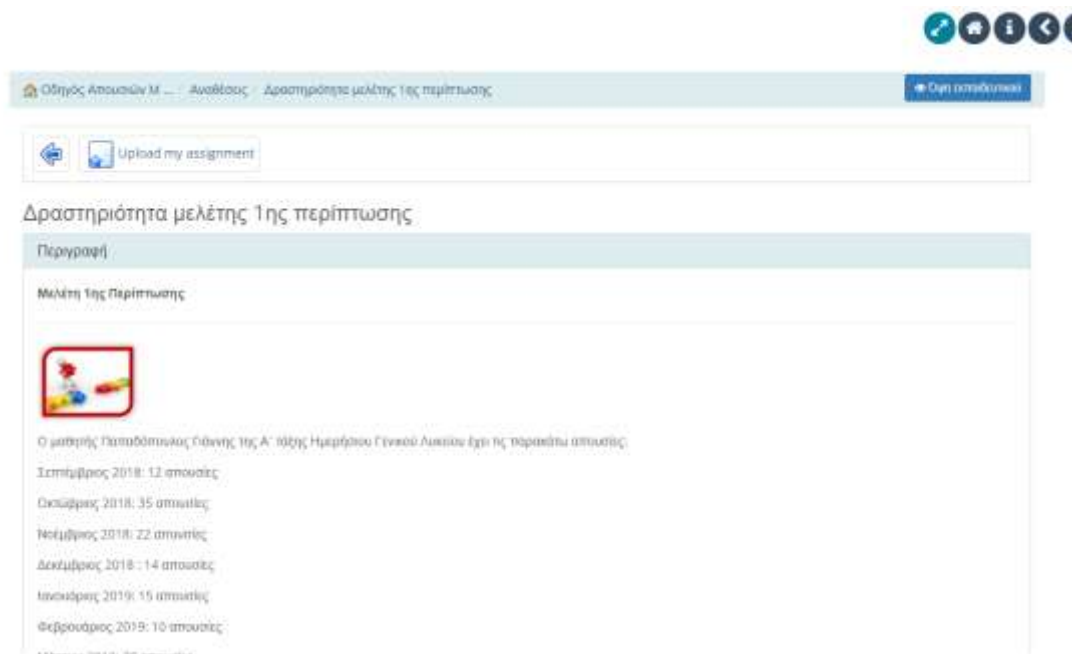 Οδηγός Απουσιών Μ ... Αναθέσεις Δραστηριότητα μελέτης 1ης περίπτωσης
Όψη εκπαιδευτικού
Upload my assignment
Δραστηριότητα μελέτης 1ης περίπτωσης
Περιγραφή
Μελέτη 1ης Περίπτωσης
Ο μαθητής Παπαδόπουλος Γιάννης της Α' τάξης Ημερήσιου Γενικού Λυκείου έχει τις παρακάτω απουσίες:
Σεπτέμβριος 2018: 12 απουσίες
Οκτώβριος 2018: 35 απουσίες
Νοέμβριος 2018: 22 απουσίες
Δεκέμβριος 2018 : 14 απουσίες
Ιανουάριος 2019: 15 απουσίες
Φεβρουάριος 2019: 10 απουσίες